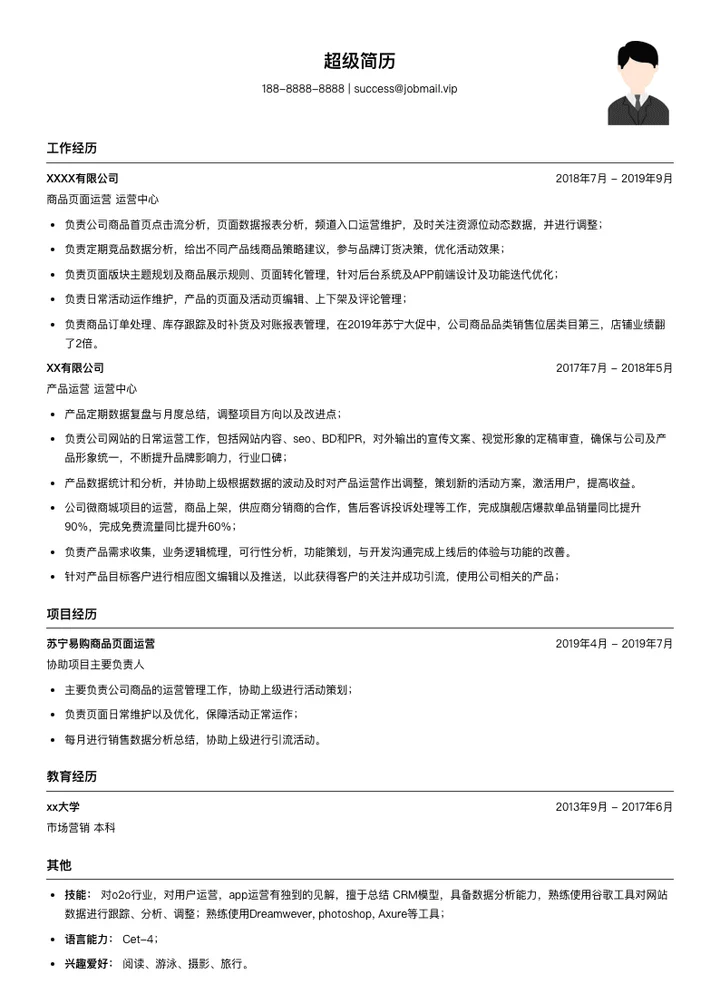 超级简历
188-8888-8888 | success@jobmail.vip
工作经历
XXXX有限公司 2018年7月 – 2019年9月
商品页面运营 运营中心
• 负责公司商品首页点击流分析，页面数据报表分析，频道入口运营维护，及时关注资源位动态数据，并进行调整；
• 负责定期竞品数据分析，给出不同产品线商品策略建议，参与品牌订货决策，优化活动效果；
• 负责页面版块主题规划及商品展示规则、页面转化管理，针对后台系统及APP前端设计及功能迭代优化；
• 负责日常活动运作维护，产品的页面及活动页编辑、上下架及评论管理；
• 负责商品订单处理、库存跟踪及时补货及对账报表管理，在2019年苏宁大促中，公司商品品类销售位居类目第三，店铺业绩翻
了2倍。
XX有限公司 2017年7月 – 2018年5月
产品运营 运营中心
• 产品定期数据复盘与月度总结，调整项目方向以及改进点；
• 负责公司网站的日常运营工作，包括网站内容、seo、BD和PR，对外输出的宣传文案、视觉形象的定稿审查，确保与公司及产
品形象统一，不断提升品牌影响力，行业口碑；
• 产品数据统计和分析，并协助上级根据数据的波动及时对产品运营作出调整，策划新的活动方案，激活用户，提高收益。
• 公司微商城项目的运营，商品上架，供应商分销商的合作，售后客诉投诉处理等工作，完成旗舰店爆款单品销量同比提升
90%，完成免费流量同比提升60%；
• 负责产品需求收集，业务逻辑梳理，可行性分析，功能策划，与开发沟通完成上线后的体验与功能的改善。
• 针对产品目标客户进行相应图文编辑以及推送，以此获得客户的关注并成功引流，使用公司相关的产品；
项目经历
苏宁易购商品页面运营 2019年4月 – 2019年7月
协助项目主要负责人
• 主要负责公司商品的运营管理工作，协助上级进行活动策划；
• 负责页面日常维护以及优化，保障活动正常运作；
• 每月进行销售数据分析总结，协助上级进行引流活动。
教育经历
xx大学 2013年9月 – 2017年6月
市场营销 本科
其他
• 技能： 对o2o行业，对用户运营，app运营有独到的见解，擅于总结 CRM模型，具备数据分析能力，熟练使用谷歌工具对网站
数据进行跟踪、分析、调整；熟练使用Dreamwever, photoshop, Axure等工具；
• 语言能力： Cet-4；
• 兴趣爱好： 阅读、游泳、摄影、旅行。